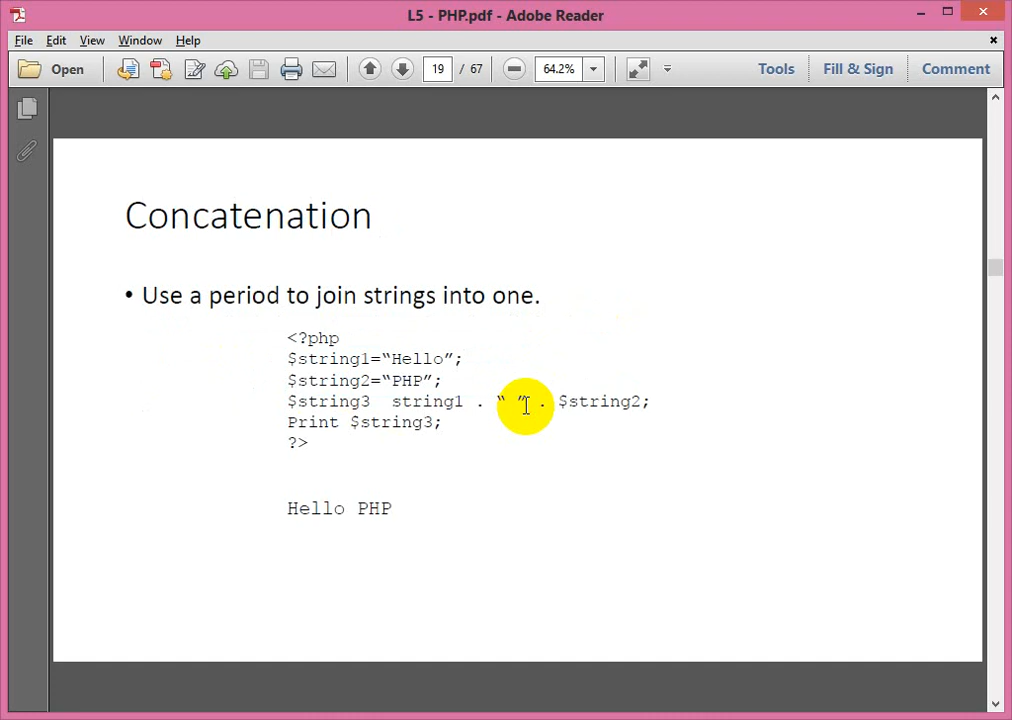 L5 - PHP.pdf - Adobe Reader
File Edit View Window Help
Open 19 / 67 64.2% Tools Fill & Sign Comment
Concatenation
• Use a period to join strings into one.
<?php
$string1=“Hello”;
$string2=“PHP”;
$string3  string1 . “ ” . $string2;
Print $string3;
?>
Hello PHP